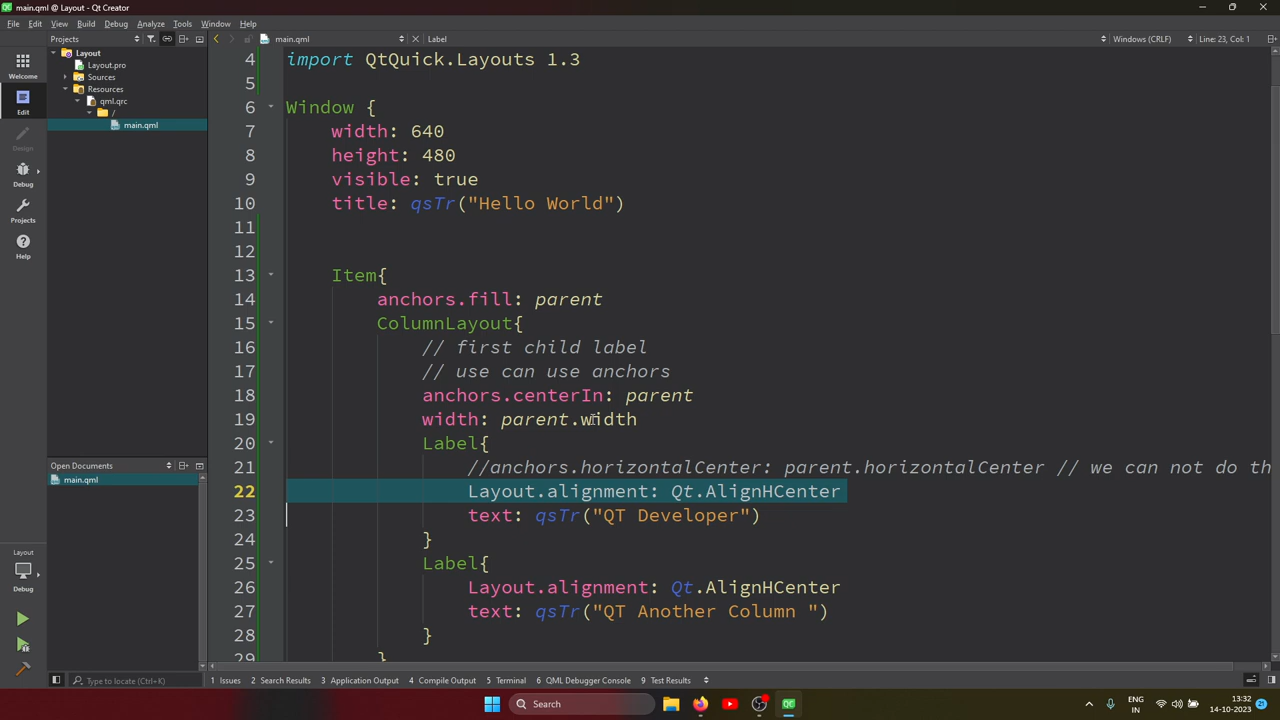 main.qml @ Layout - Qt Creator
File Edit View Build Debug Analyze Tools Window Help
Projects
main.qml
Label
Windows (CRLF)
Line: 23, Col: 1
Welcome
Edit
Design
Debug
Projects
Help
Layout
Debug
Layout
Layout.pro
Sources
Resources
qml.qrc
/
main.qml
Open Documents
main.qml
4 import QtQuick.Layouts 1.3
5
6 Window {
7 width: 640
8 height: 480
9 visible: true
10 title: qsTr("Hello World")
11
12
13 Item{
14 anchors.fill: parent
15 ColumnLayout{
16 // first child label
17 // use can use anchors
18 anchors.centerIn: parent
19 width: parent.width
20 Label{
21 //anchors.horizontalCenter: parent.horizontalCenter // we can not do th
22 Layout.alignment: Qt.AlignHCenter
23 text: qsTr("QT Developer")
24 }
25 Label{
26 Layout.alignment: Qt.AlignHCenter
27 text: qsTr("QT Another Column ")
28 }
29 }
Type to locate (Ctrl+K)
1 Issues 2 Search Results 3 Application Output 4 Compile Output 5 Terminal 6 QML Debugger Console 9 Test Results
Search
ENG
IN
13:32
14-10-2023